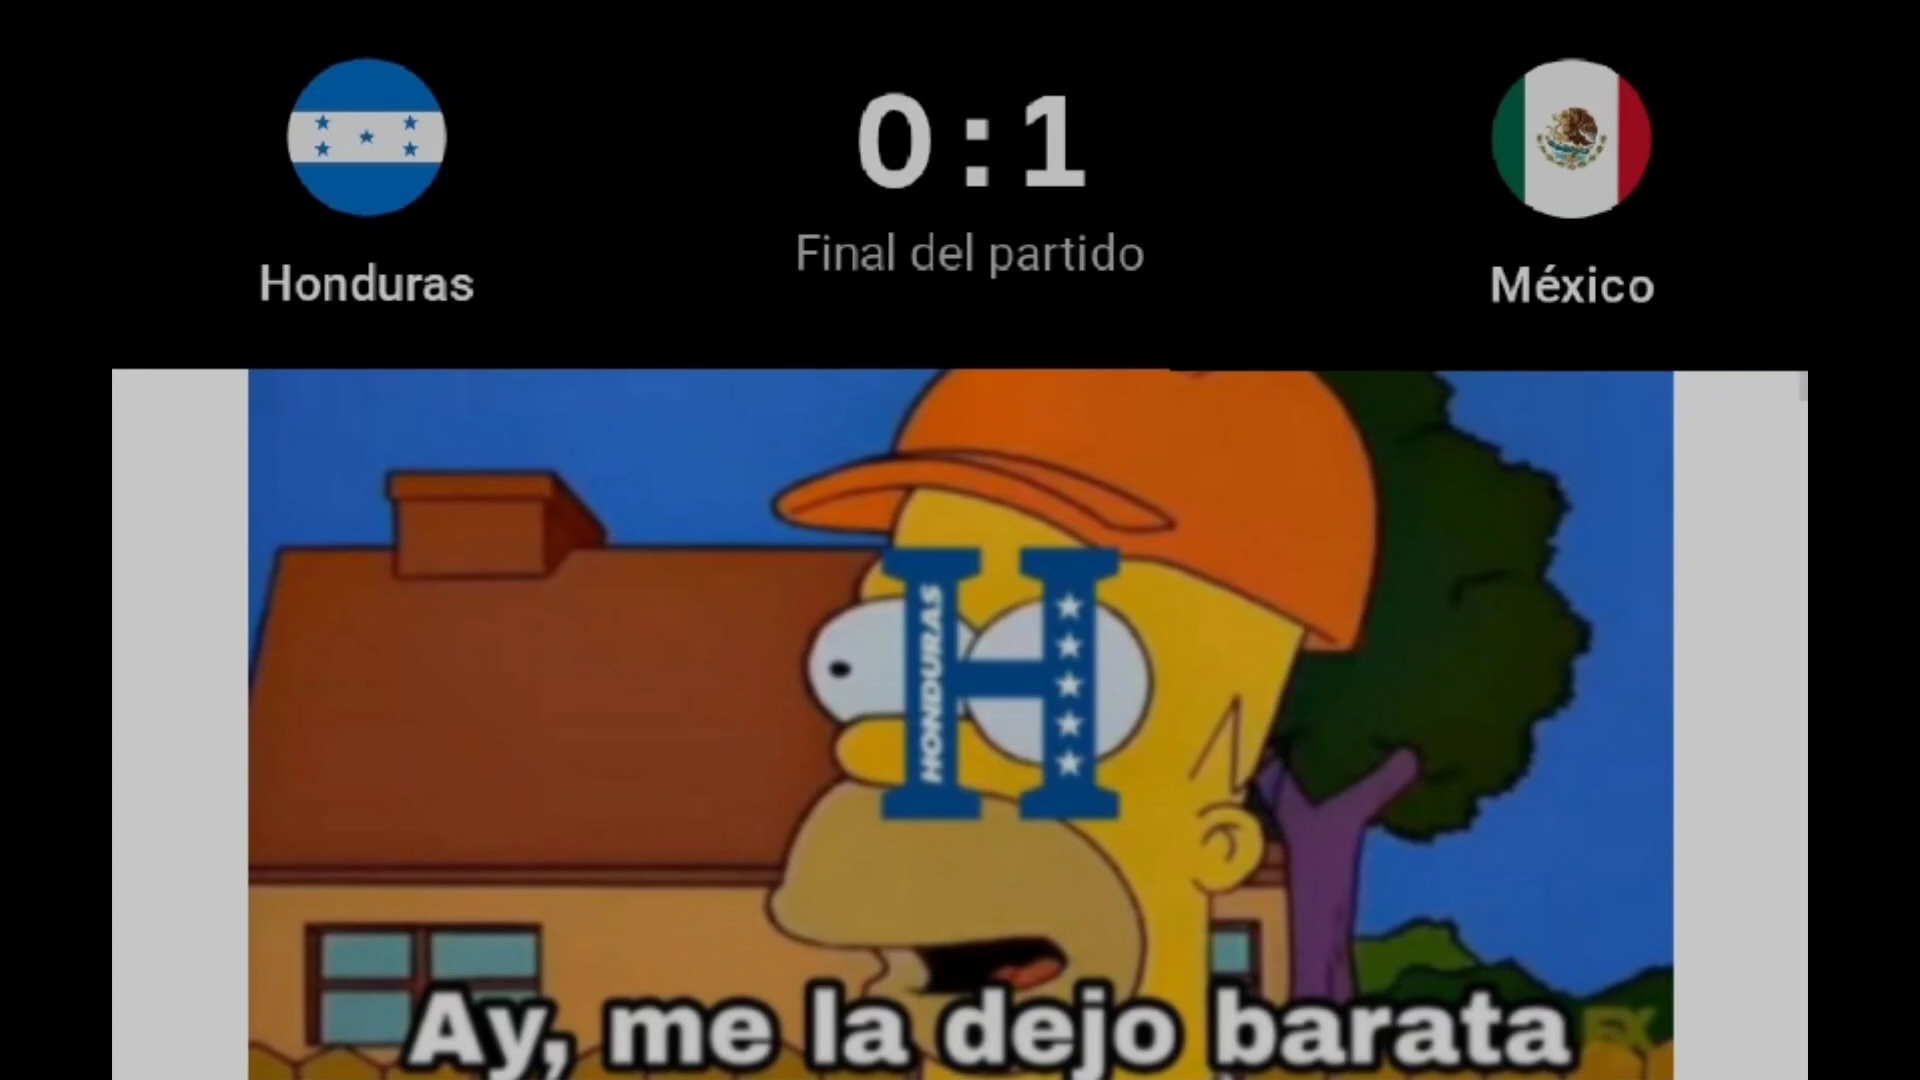 0 : 1
Final del partido
Honduras
México
HONDURAS
Ay, me la dejo barata